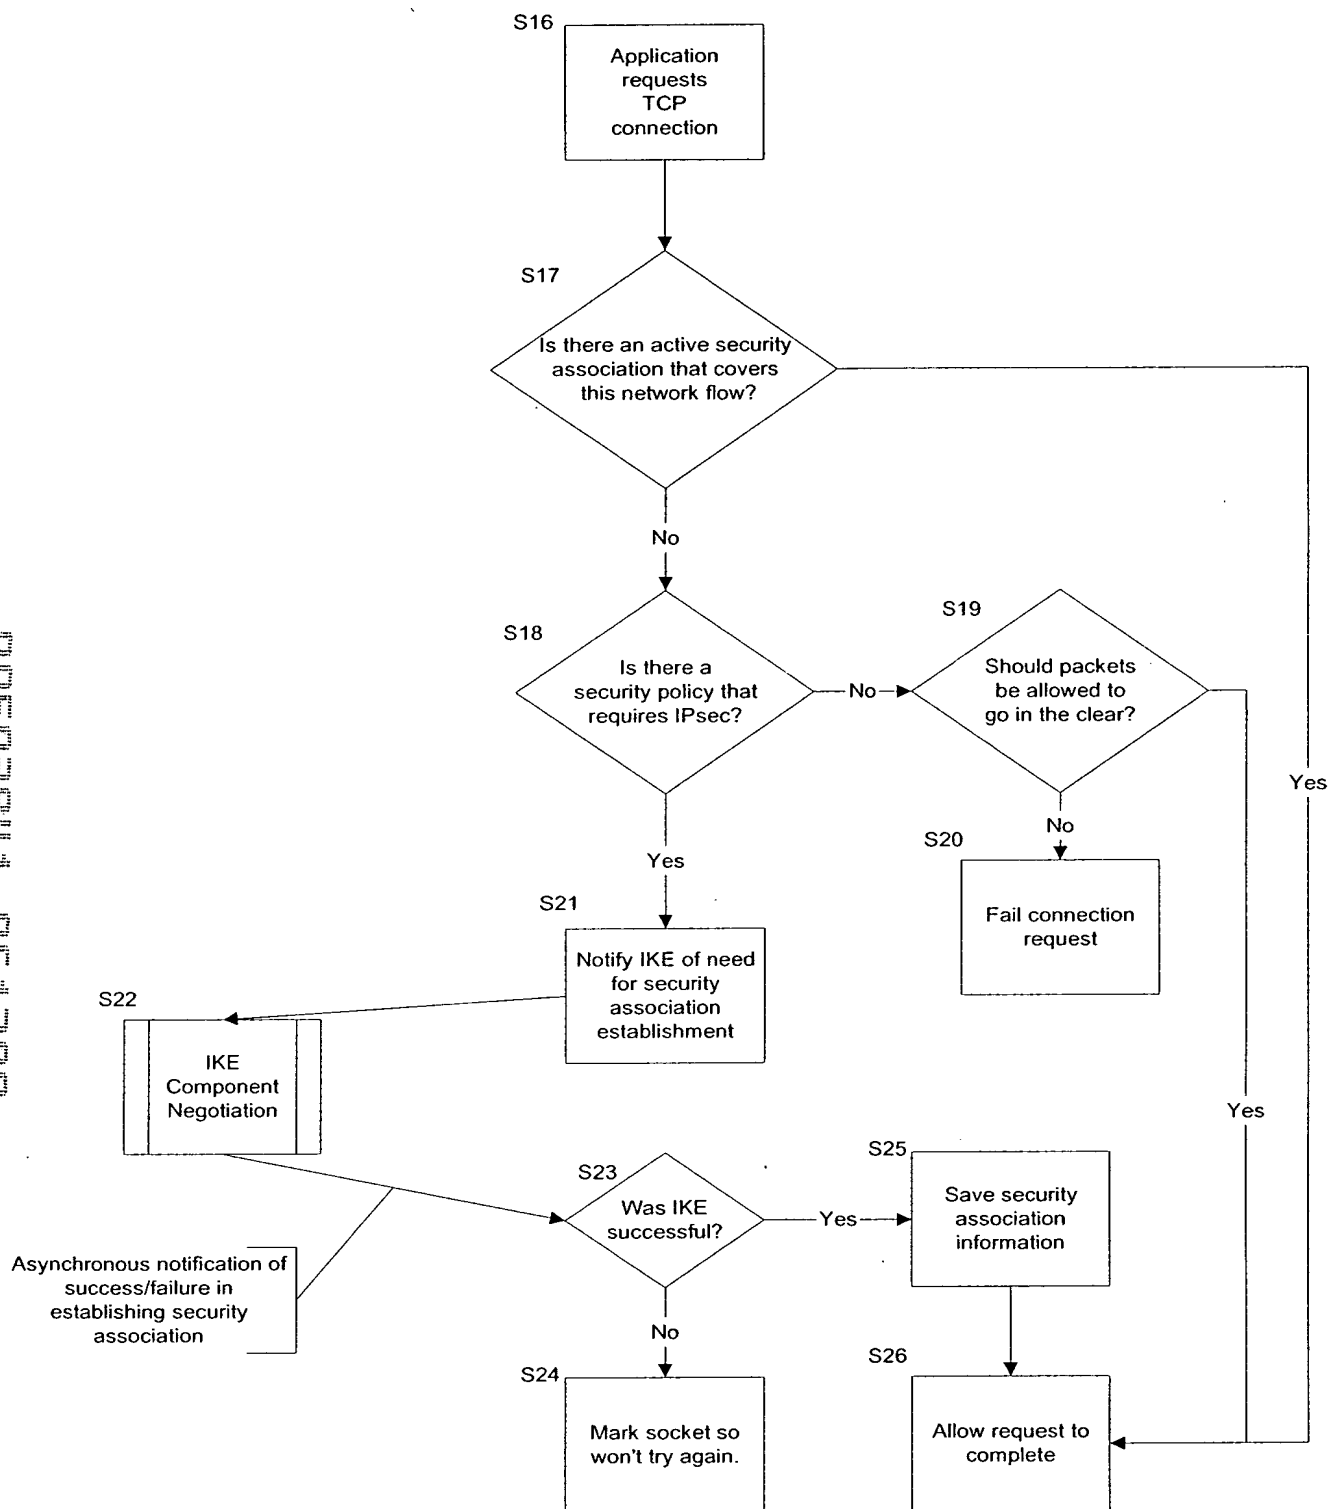 S16
Application
requests
TCP
connection
S17
Is there an active security
association that covers
this network flow?
No
Yes
S18
Is there a
security policy that
requires IPsec?
No
S19
Should packets
be allowed to
go in the clear?
Yes
No
S20
Fail connection
request
Yes
S21
Notify IKE of need
for security
association
establishment
S22
IKE
Component
Negotiation
Asynchronous notification of
success/failure in
establishing security
association
S23
Was IKE
successful?
Yes
S25
Save security
association
information
No
S24
Mark socket so
won't try again.
S26
Allow request to
complete